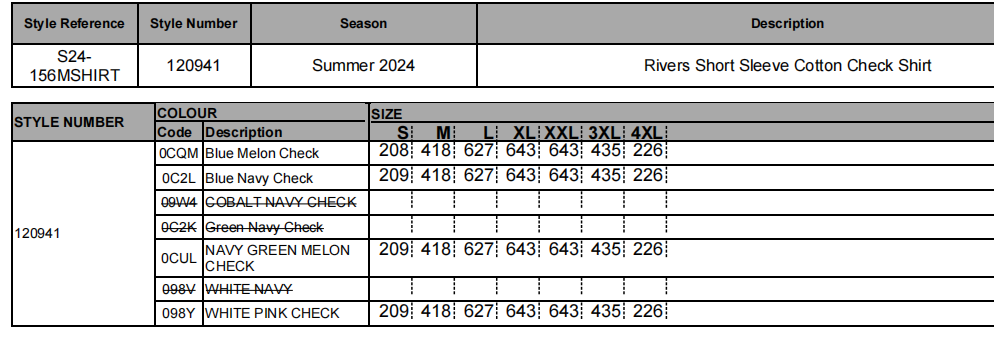 Style Reference Style Number Season Description
S24-
156MSHIRT 120941 Summer 2024 Rivers Short Sleeve Cotton Check Shirt
STYLE NUMBER COLOUR SIZE
Code Description S M L XL XXL 3XL 4XL
0CQM Blue Melon Check 208 418 627 643 643 435 226
0C2L Blue Navy Check 209 418 627 643 643 435 226
09W4 COBALT NAVY CHECK
0C2K Green Navy Check
120941
0CUL NAVY GREEN MELON CHECK 209 418 627 643 643 435 226
098V WHITE NAVY
098Y WHITE PINK CHECK 209 418 627 643 643 435 226